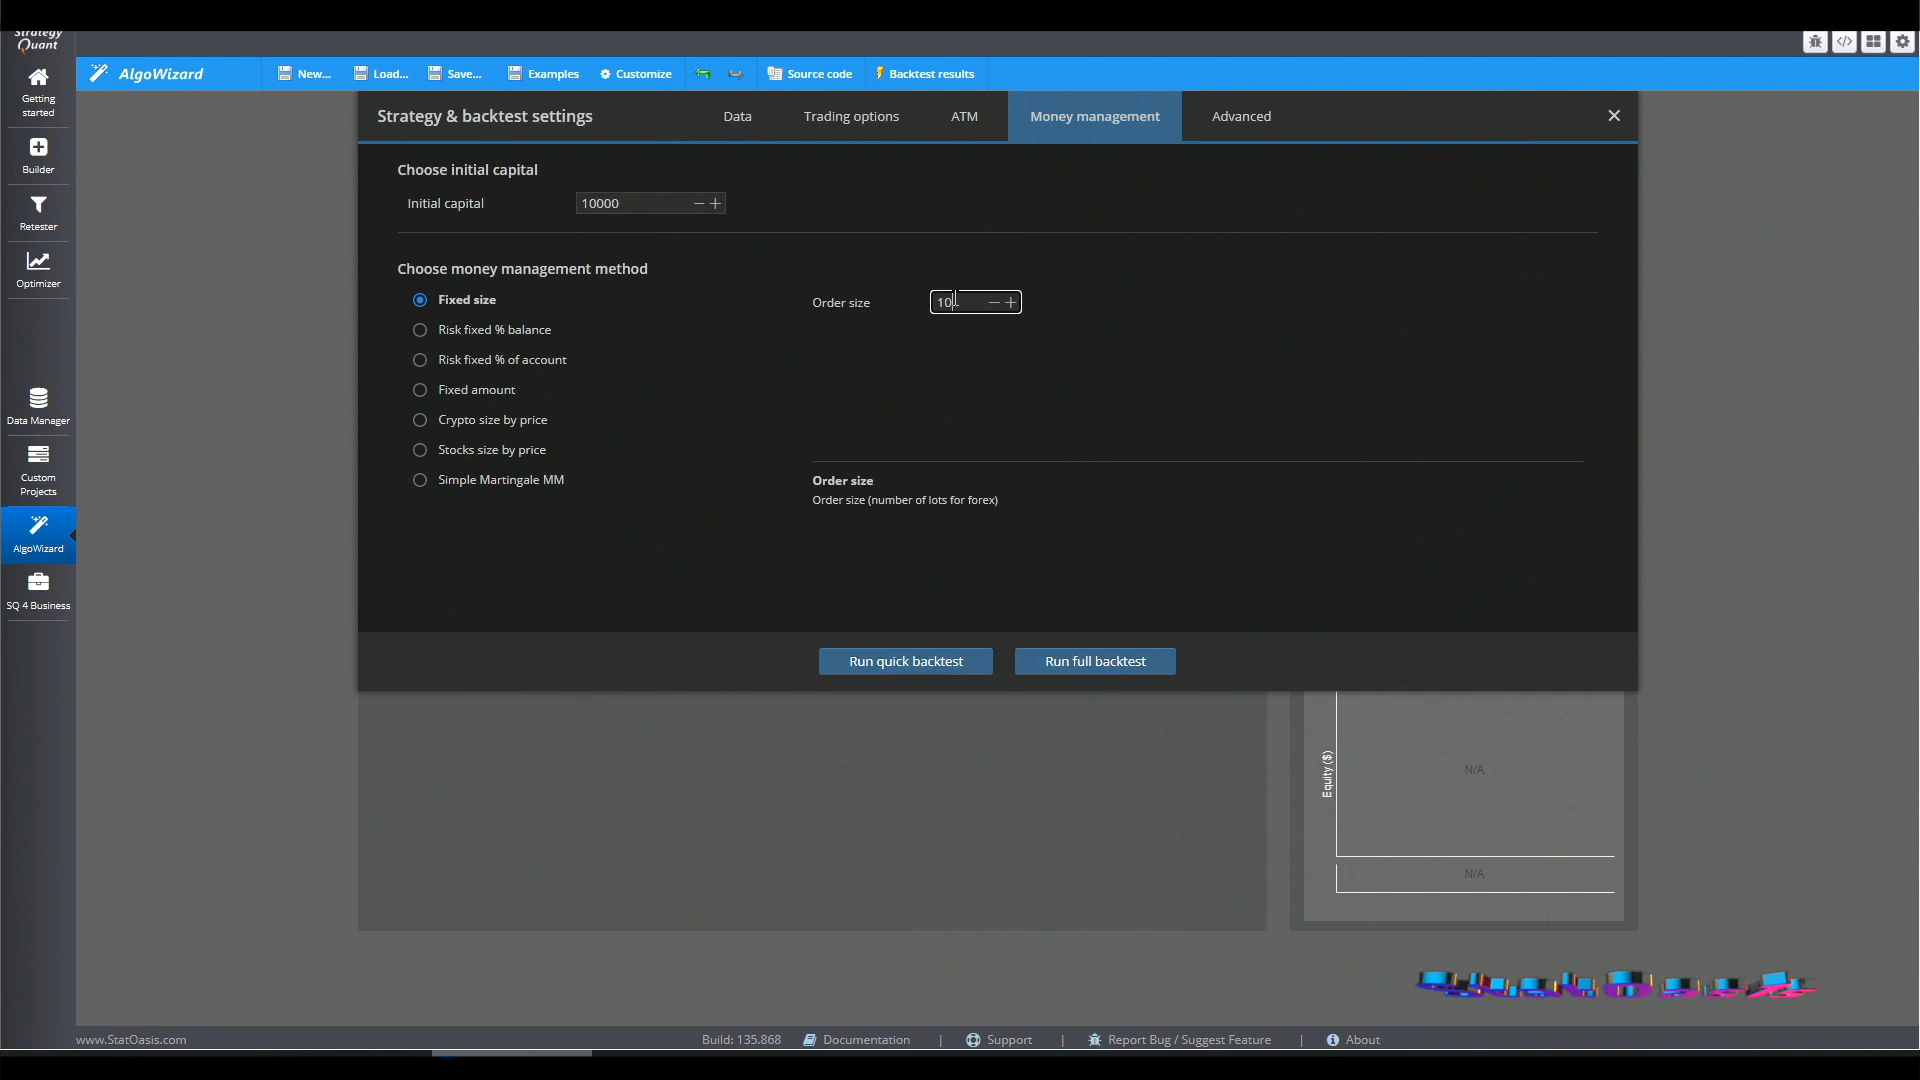 Strategy
Quant
AlgoWizard
New...
Load...
Save...
Examples
Customize
Source code
Backtest results
Getting
started
Builder
Retester
Optimizer
Data Manager
Custom
Projects
AlgoWizard
SQ 4 Business
Strategy & backtest settings
Data
Trading options
ATM
Money management
Advanced
Choose initial capital
Initial capital
10000
Choose money management method
Fixed size
Risk fixed % balance
Risk fixed % of account
Fixed amount
Crypto size by price
Stocks size by price
Simple Martingale MM
Order size
10
Order size
Order size (number of lots for forex)
Run quick backtest
Run full backtest
Equity ($)
N/A
N/A
www.StatOasis.com
Build: 135.868
Documentation
|
Support
|
Report Bug / Suggest Feature
|
About